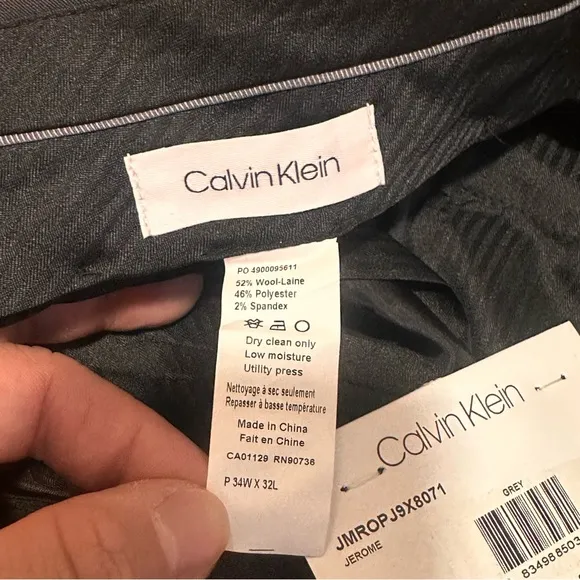 Calvin Klein
PO 4900095611
52% Wool-Laine
46% Polyester
2% Spandex
Dry clean only
Low moisture
Utility press
Nettoyage à sec seulement
Repasser à basse température
Made in China
Fait en Chine
CA01129 RN90736
P 34W X 32L
Calvin Klein
JMROPJ9X8071
JEROME
GREY
83498850